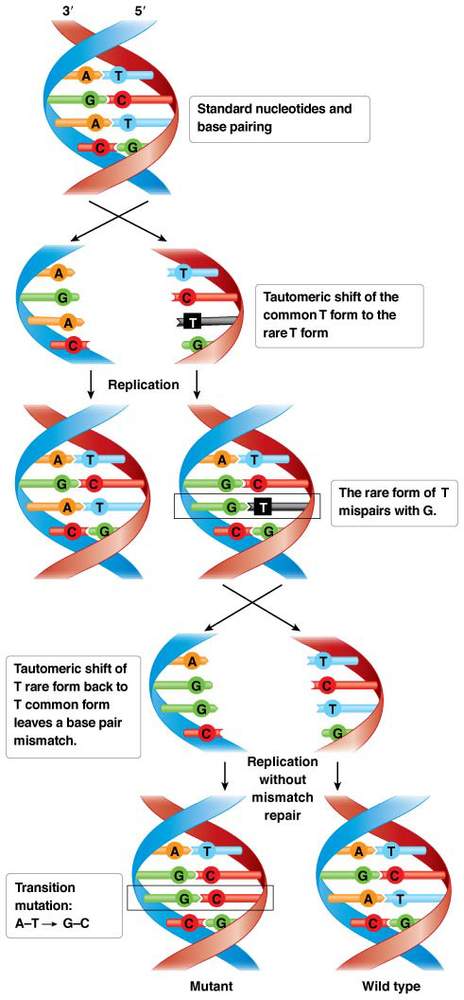 3′ 5′
A T
G C
A T
C G
Standard nucleotides and
base pairing
A T
G C
A T
C G
Tautomeric shift of the
common T form to the
rare T form
Replication
A T A T
G C G C
A T G T
C G C G
The rare form of T
mispairs with G.
Tautomeric shift of
T rare form back to
T common form
leaves a base pair
mismatch.
A T
G C
G T
C G
Replication
without
mismatch
repair
A T A T
G C G C
G C A T
C G C G
Transition
mutation:
A–T → G–C
Mutant Wild type